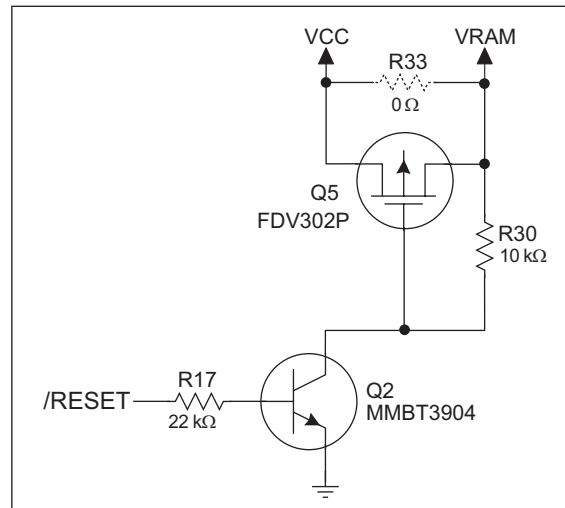 VCC
VRAM
R33
0 Ω
Q5
FDV302P
R30
10 kΩ
/RESET
R17
22 kΩ
Q2
MMBT3904